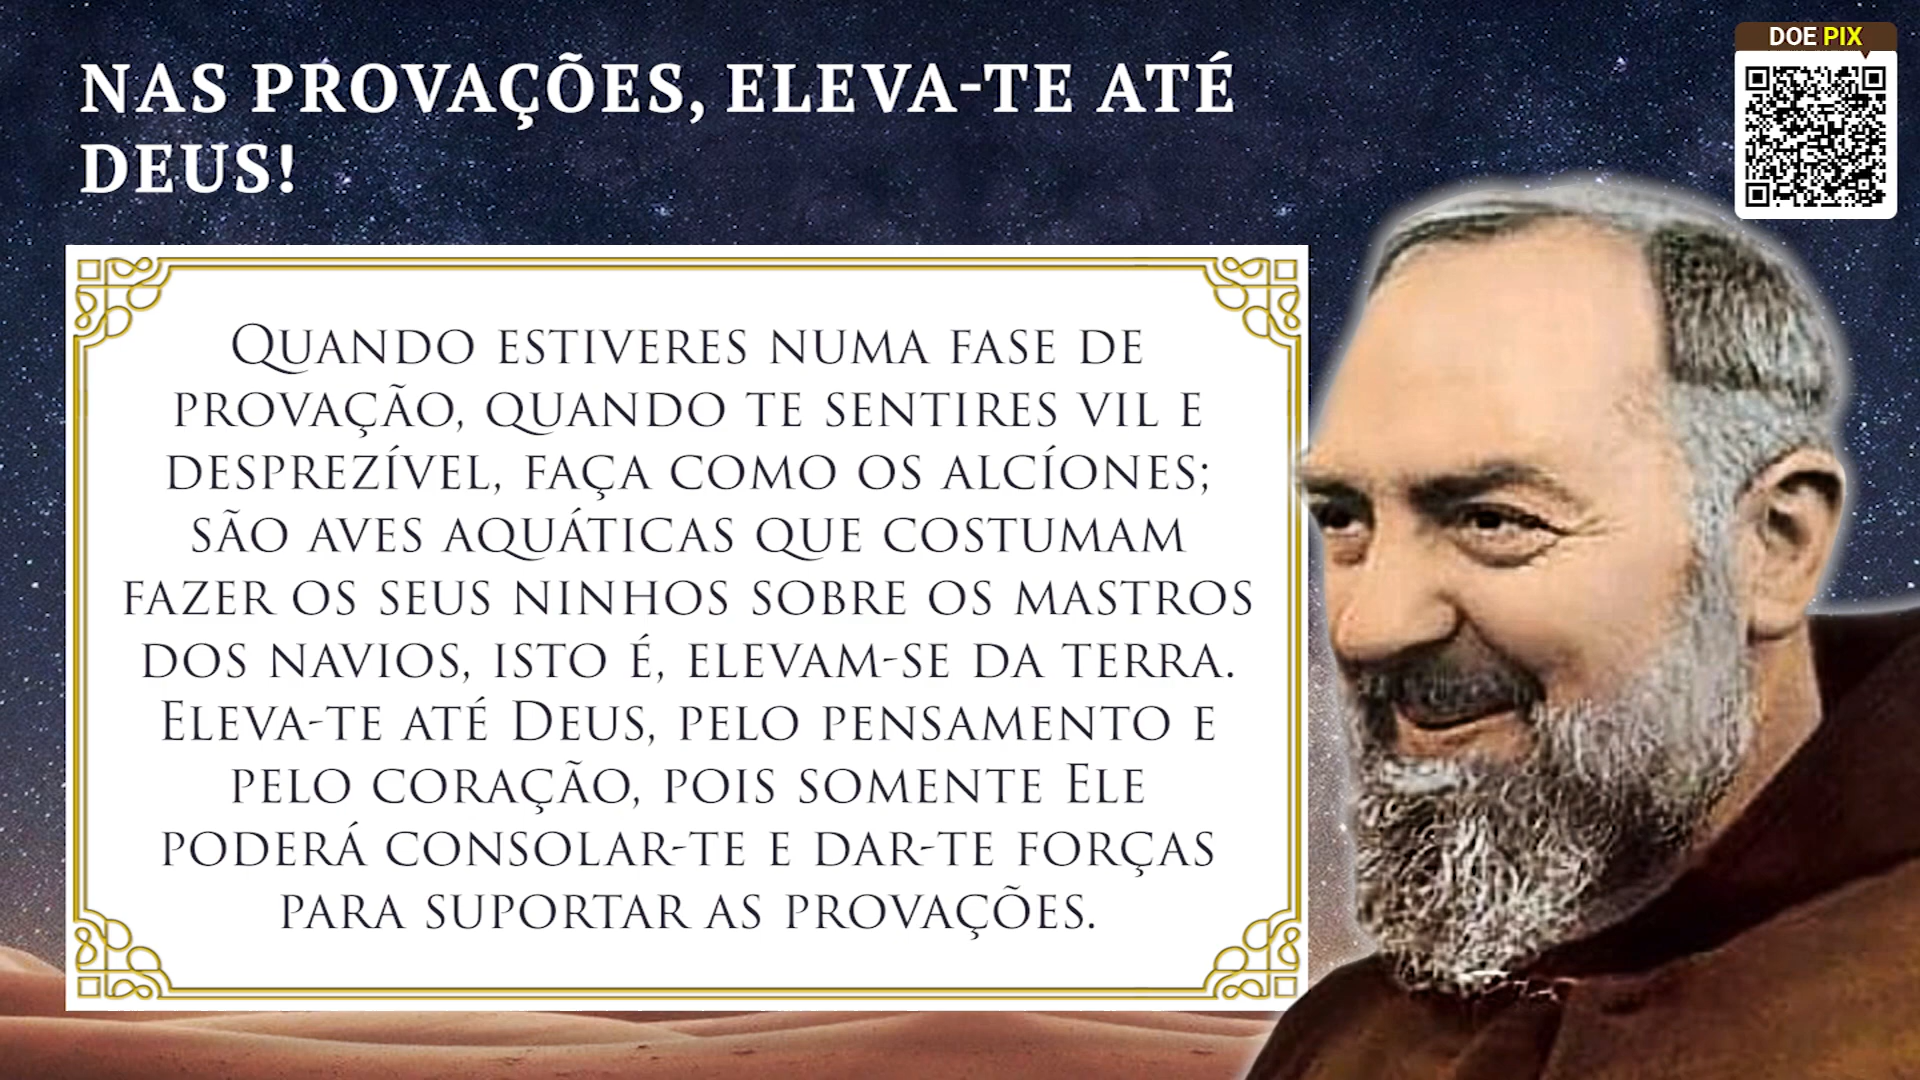 NAS PROVAÇÕES, ELEVA-TE ATÉ
DEUS!
DOE PIX
QUANDO ESTIVERES NUMA FASE DE
PROVAÇÃO, QUANDO TE SENTIRES VIL E
DESPREZÍVEL, FAÇA COMO OS ALCÍONES;
SÃO AVES AQUÁTICAS QUE COSTUMAM
FAZER OS SEUS NINHOS SOBRE OS MASTROS
DOS NAVIOS, ISTO É, ELEVAM-SE DA TERRA.
ELEVA-TE ATÉ DEUS, PELO PENSAMENTO E
PELO CORAÇÃO, POIS SOMENTE ELE
PODERÁ CONSOLAR-TE E DAR-TE FORÇAS
PARA SUPORTAR AS PROVAÇÕES.